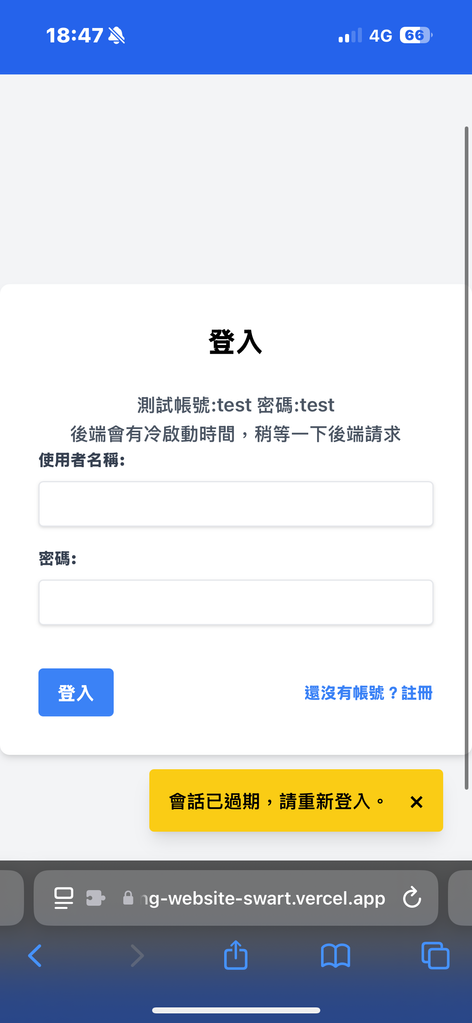 18:47
4G 66
登入
測試帳號:test 密碼:test
後端會有冷啟動時間，稍等一下後端請求
使用者名稱:
密碼:
登入
還沒有帳號？註冊
會話已過期，請重新登入。 ×
g-website-swart.vercel.app